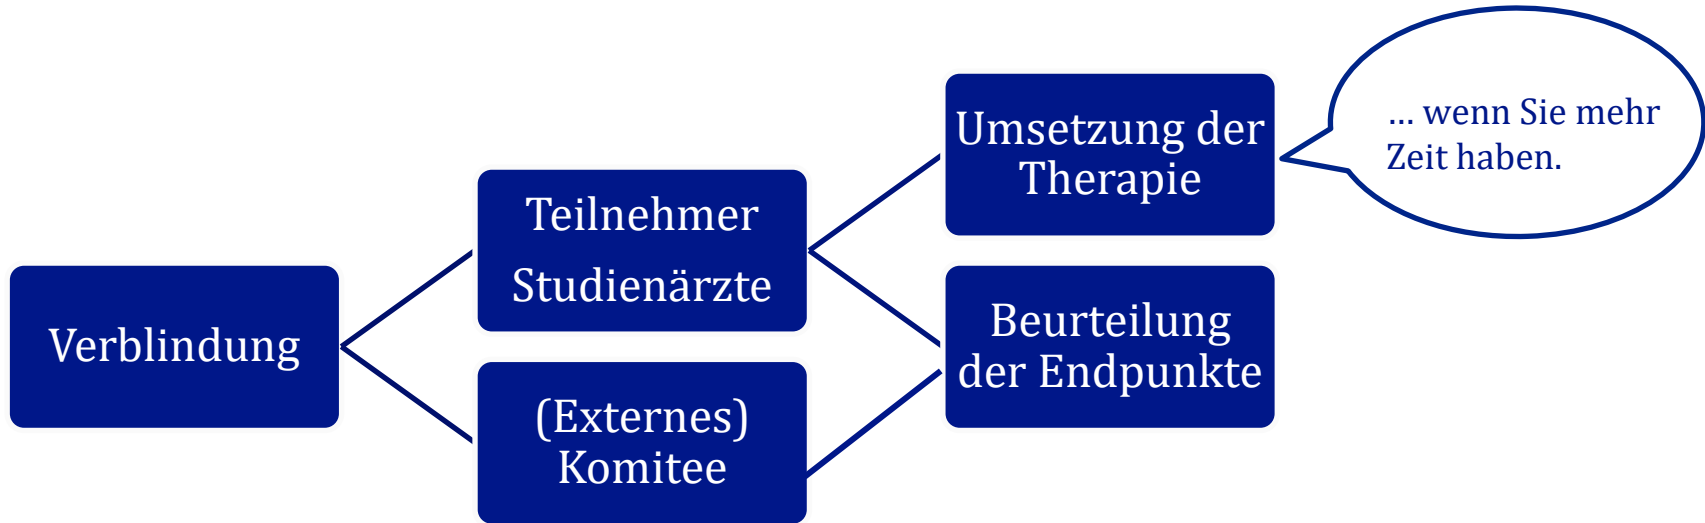 Verblindung
Teilnehmer
Studienärzte
(Externes)
Komitee
Umsetzung der
Therapie
Beurteilung
der Endpunkte
... wenn Sie mehr
Zeit haben.